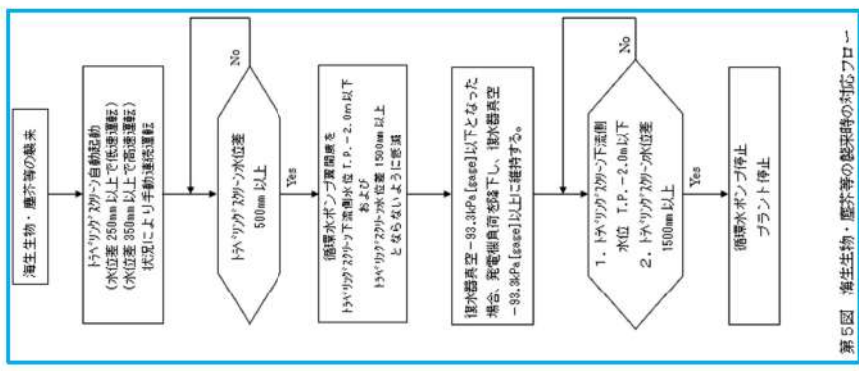 海生生物・塵芥等の襲来
トラベリングスクリーン自動起動
(水位差 250mm 以上で低速運転)
(水位差 350mm 以上で高速運転)
状況により手動連続運転
トラベリングスクリーン水位差
500mm 以上
No
Yes
循環水ポンプ翼開度を
トラベリングスクリーン下流側水位 T.P.-2.0m以下
および
トラベリングスクリーン水位差 1500mm 以上
とならないように低減
復水器真空-93.3kPa[gage]以下となった
場合、発電機負荷を降下し、復水器真空
-93.3kPa[gage]以上に維持する。
1. トラベリングスクリーン下流側
水位 T.P.-2.0m以下
2. トラベリングスクリーン水位差
1500mm 以上
No
Yes
循環水ポンプ停止
プラント停止
第5図 海生生物・塵芥等の襲来時の対応フロー